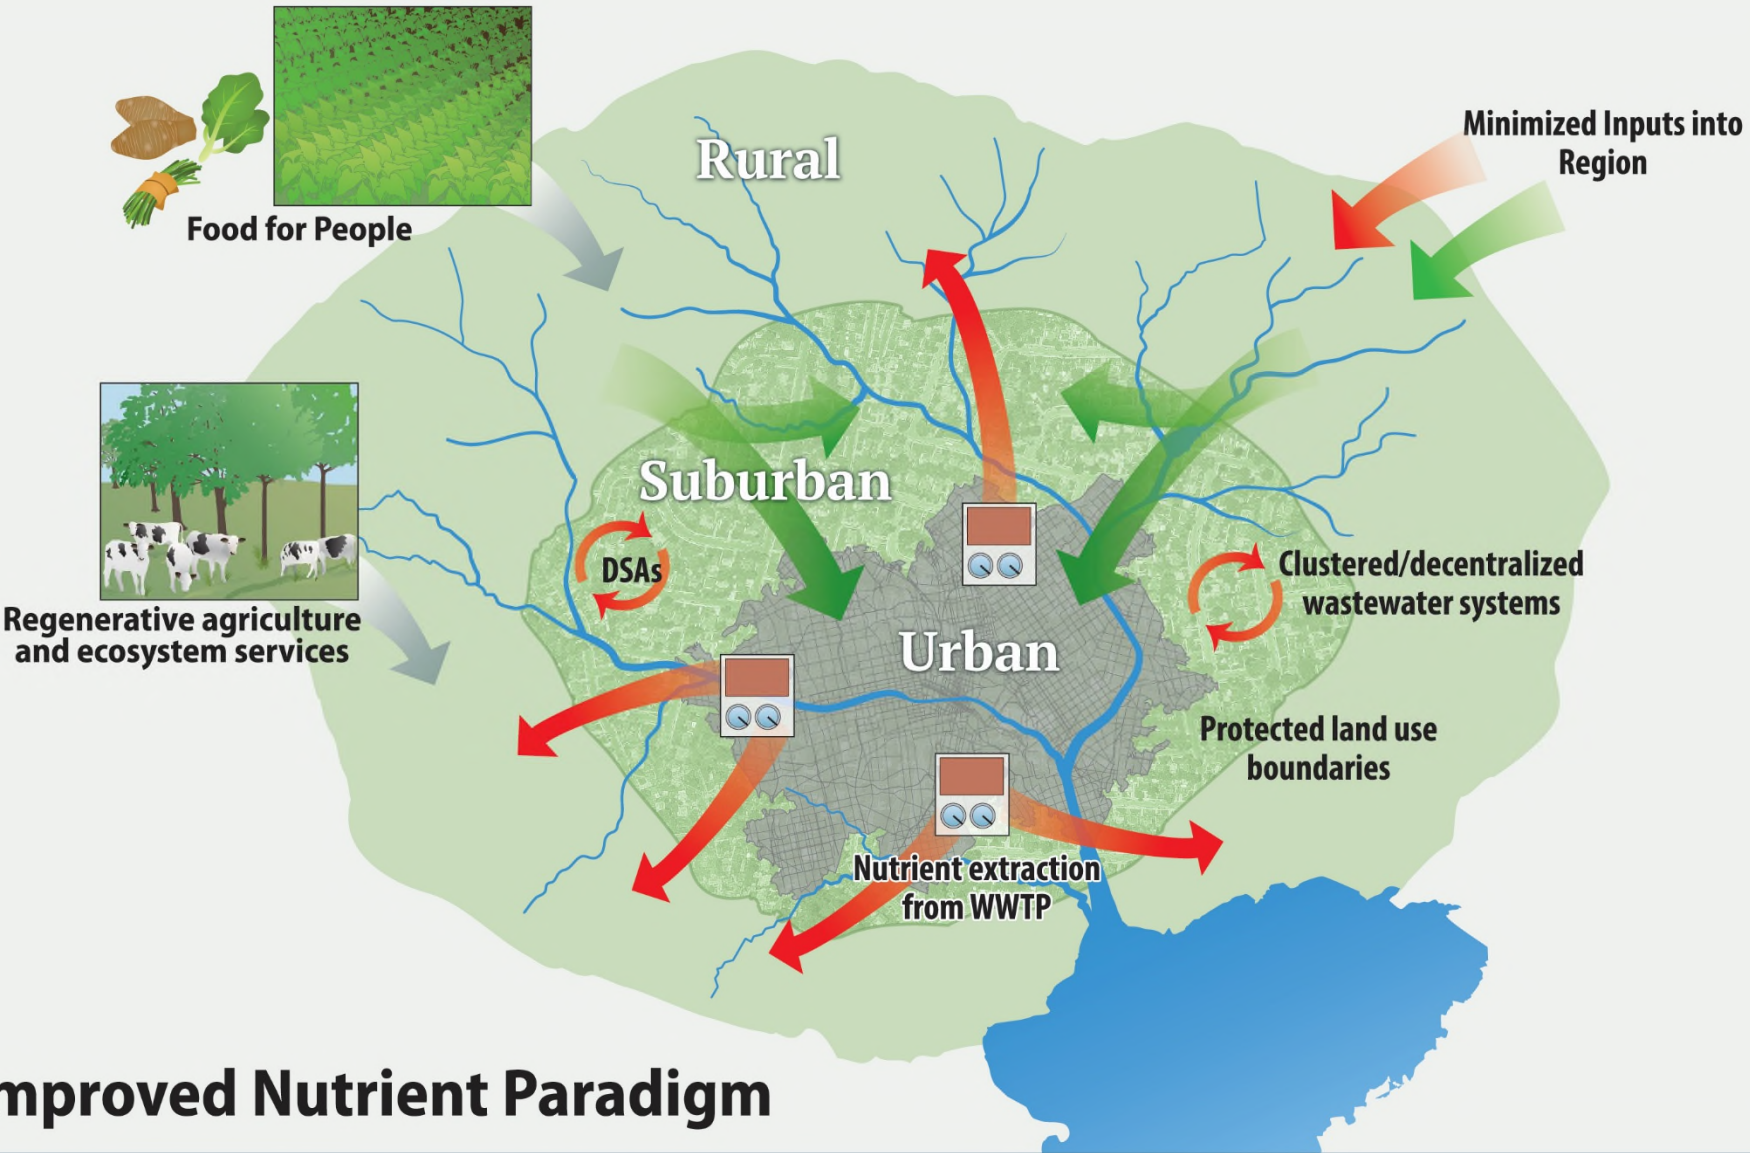 Rural
Minimized Inputs into
Region
Food for People
Suburban
DSAs
Clustered/decentralized
wastewater systems
Regenerative agriculture
and ecosystem services
Urban
Protected land use
boundaries
Nutrient extraction
from WWTP
mproved Nutrient Paradigm